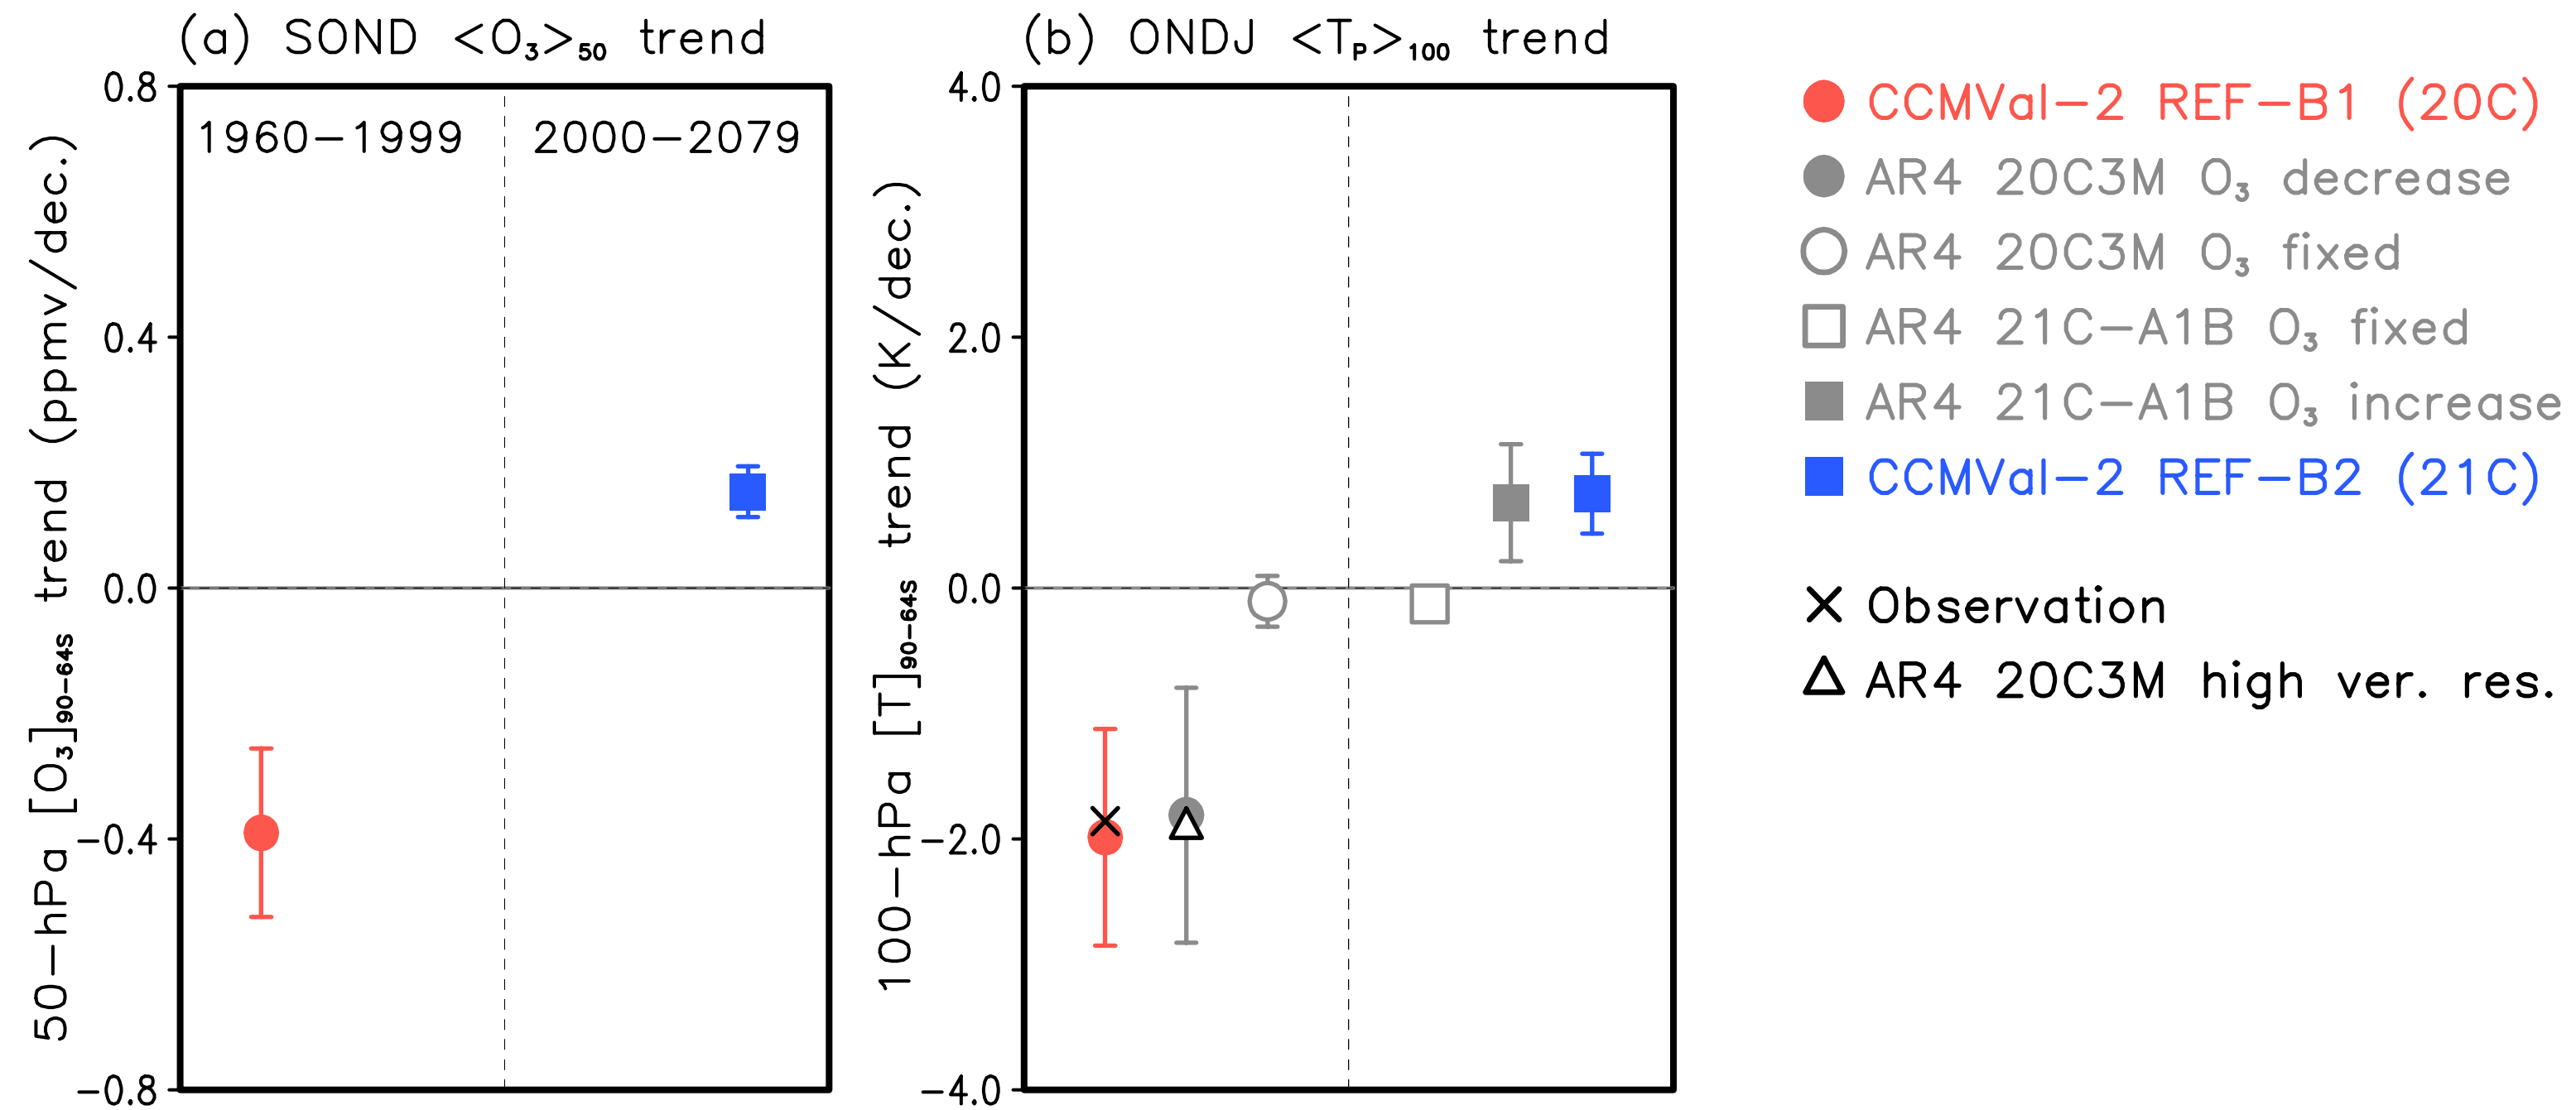 (a) SOND <O₃>₅₀ trend
0.8
0.4
0.0
−0.4
−0.8
50−hPa [O₃]₉₀₋₆₄ₛ trend (ppmv/dec.)
1960−1999
2000−2079
(b) ONDJ <Tₚ>₁₀₀ trend
4.0
2.0
0.0
−2.0
−4.0
100−hPa [T]₉₀₋₆₄ₛ trend (K/dec.)
CCMVal−2 REF−B1 (20C)
AR4 20C3M O₃ decrease
AR4 20C3M O₃ fixed
AR4 21C−A1B O₃ fixed
AR4 21C−A1B O₃ increase
CCMVal−2 REF−B2 (21C)
Observation
AR4 20C3M high ver. res.